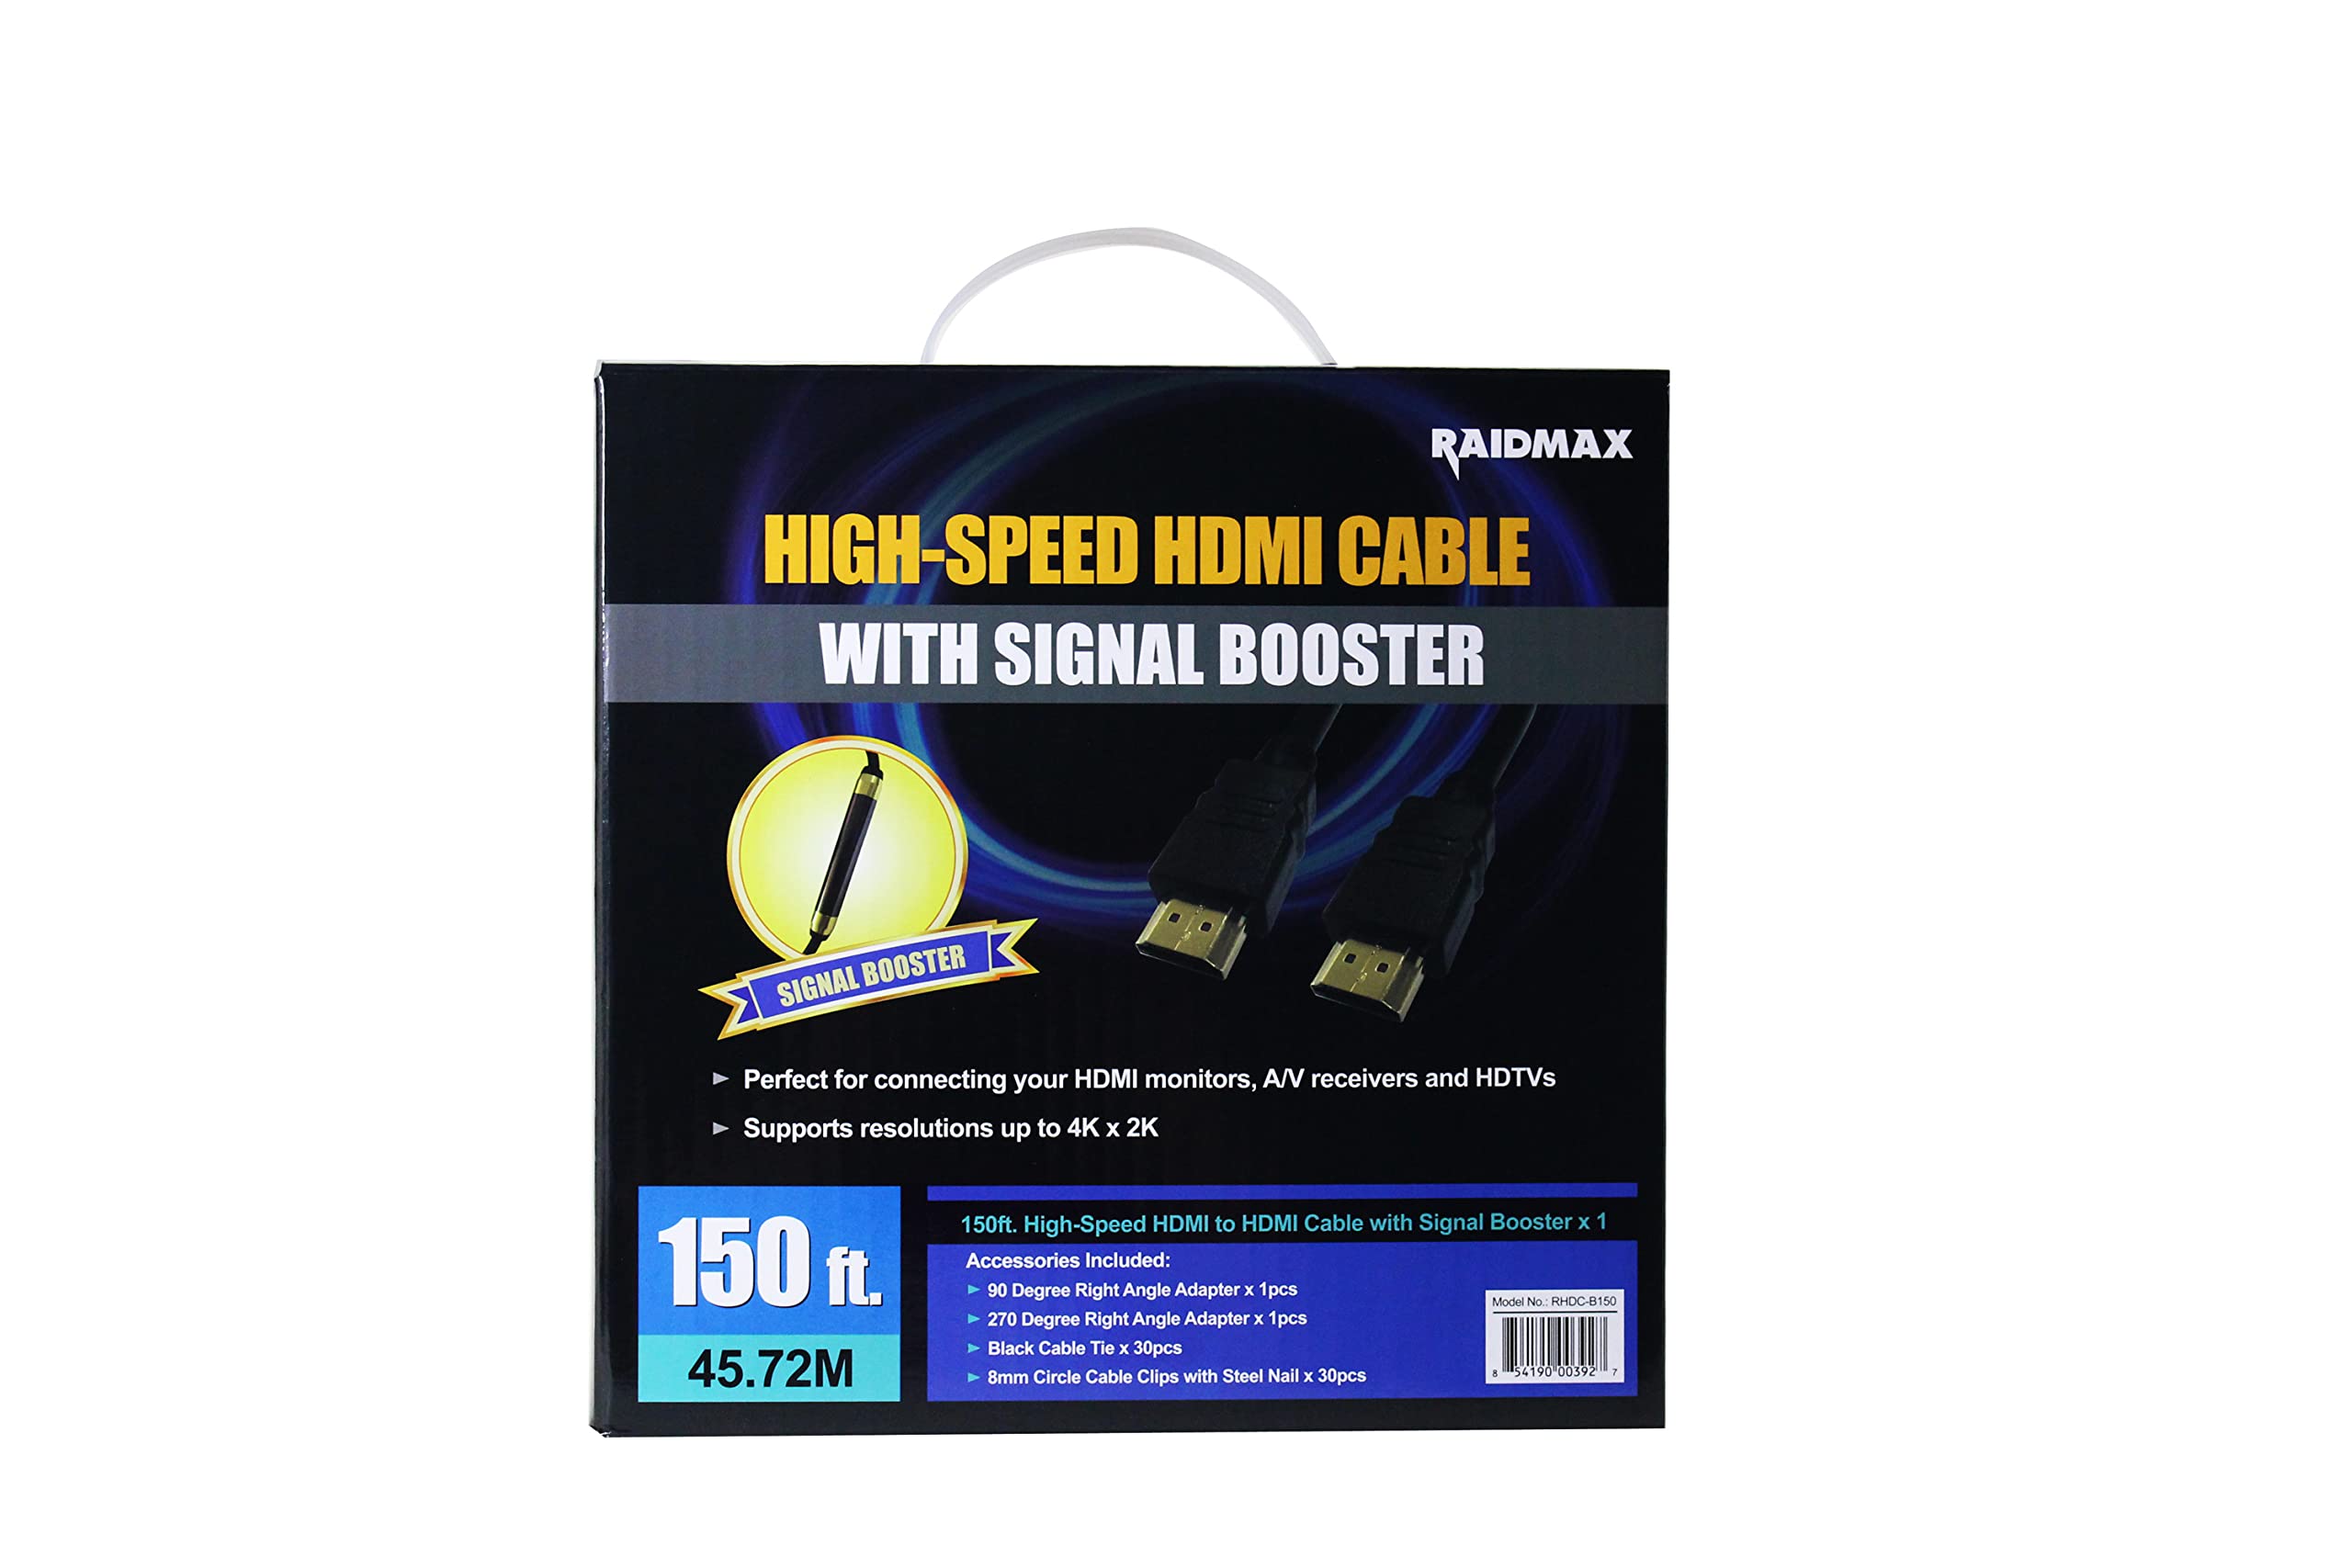 RAIDMAX
HIGH-SPEED HDMI CABLE
WITH SIGNAL BOOSTER
SIGNAL BOOSTER
Perfect for connecting your HDMI monitors, A/V receivers and HDTVs
Supports resolutions up to 4K x 2K
150 ft.
45.72M
150ft. High-Speed HDMI to HDMI Cable with Signal Booster x 1
Accessories Included:
90 Degree Right Angle Adapter x 1pcs
270 Degree Right Angle Adapter x 1pcs
Black Cable Tie x 30pcs
8mm Circle Cable Clips with Steel Nail x 30pcs
Model No.: RHDC-B150
8 54190 00392 7